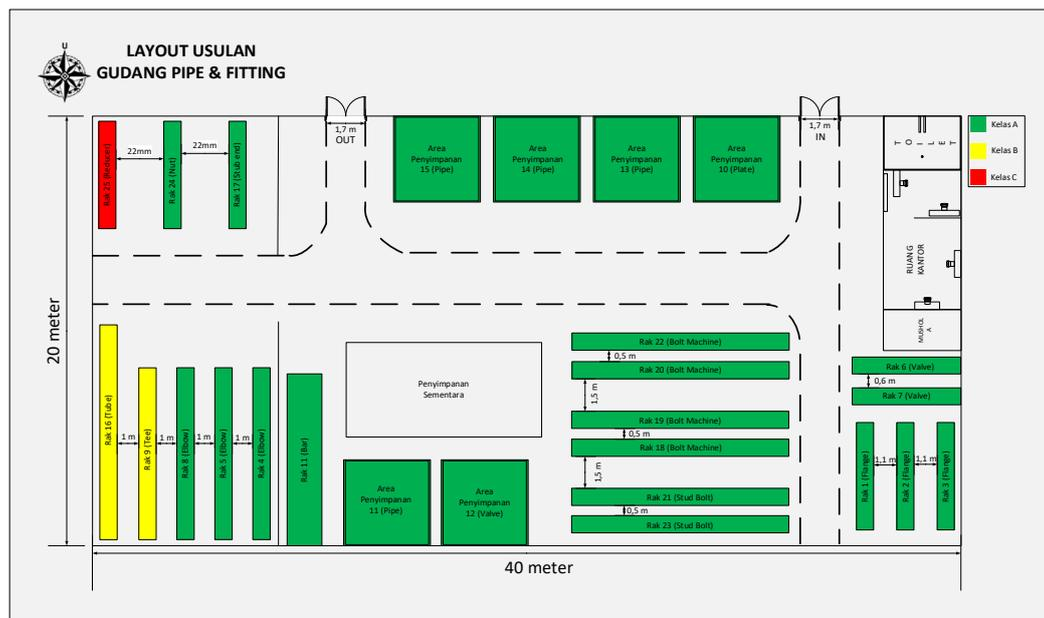 U
LAYOUT USULAN
GUDANG PIPE & FITTING
1,7 m
OUT
1,7 m
IN
Kelas A
Kelas B
Kelas C
TOILET
Rak 25 (Reducer)
22mm
Rak 24 (Nut)
22mm
Rak 17 (Stub end)
Area
Penyimpanan
15 (Pipe)
Area
Penyimpanan
14 (Pipe)
Area
Penyimpanan
13 (Pipe)
Area
Penyimpanan
10 (Plate)
RUANG
KANTOR
MUSHOL
A
20 meter
Rak 16 (Tube)
1 m
Rak 9 (Tee)
1 m
Rak 8 (Elbow)
1 m
Rak 5 (Elbow)
1 m
Rak 4 (Elbow)
Rak 11 (Bar)
Penyimpanan
Sementara
Area
Penyimpanan
11 (Pipe)
Area
Penyimpanan
12 (Valve)
Rak 22 (Bolt Machine)
0,5 m
Rak 20 (Bolt Machine)
1,5 m
Rak 19 (Bolt Machine)
0,5 m
Rak 18 (Bolt Machine)
1,5 m
Rak 21 (Stud Bolt)
0,5 m
Rak 23 (Stud Bolt)
Rak 6 (Valve)
0,6 m
Rak 7 (Valve)
Rak 1 (Flange)
1,1 m
Rak 2 (Flange)
1,1 m
Rak 3 (Flange)
40 meter